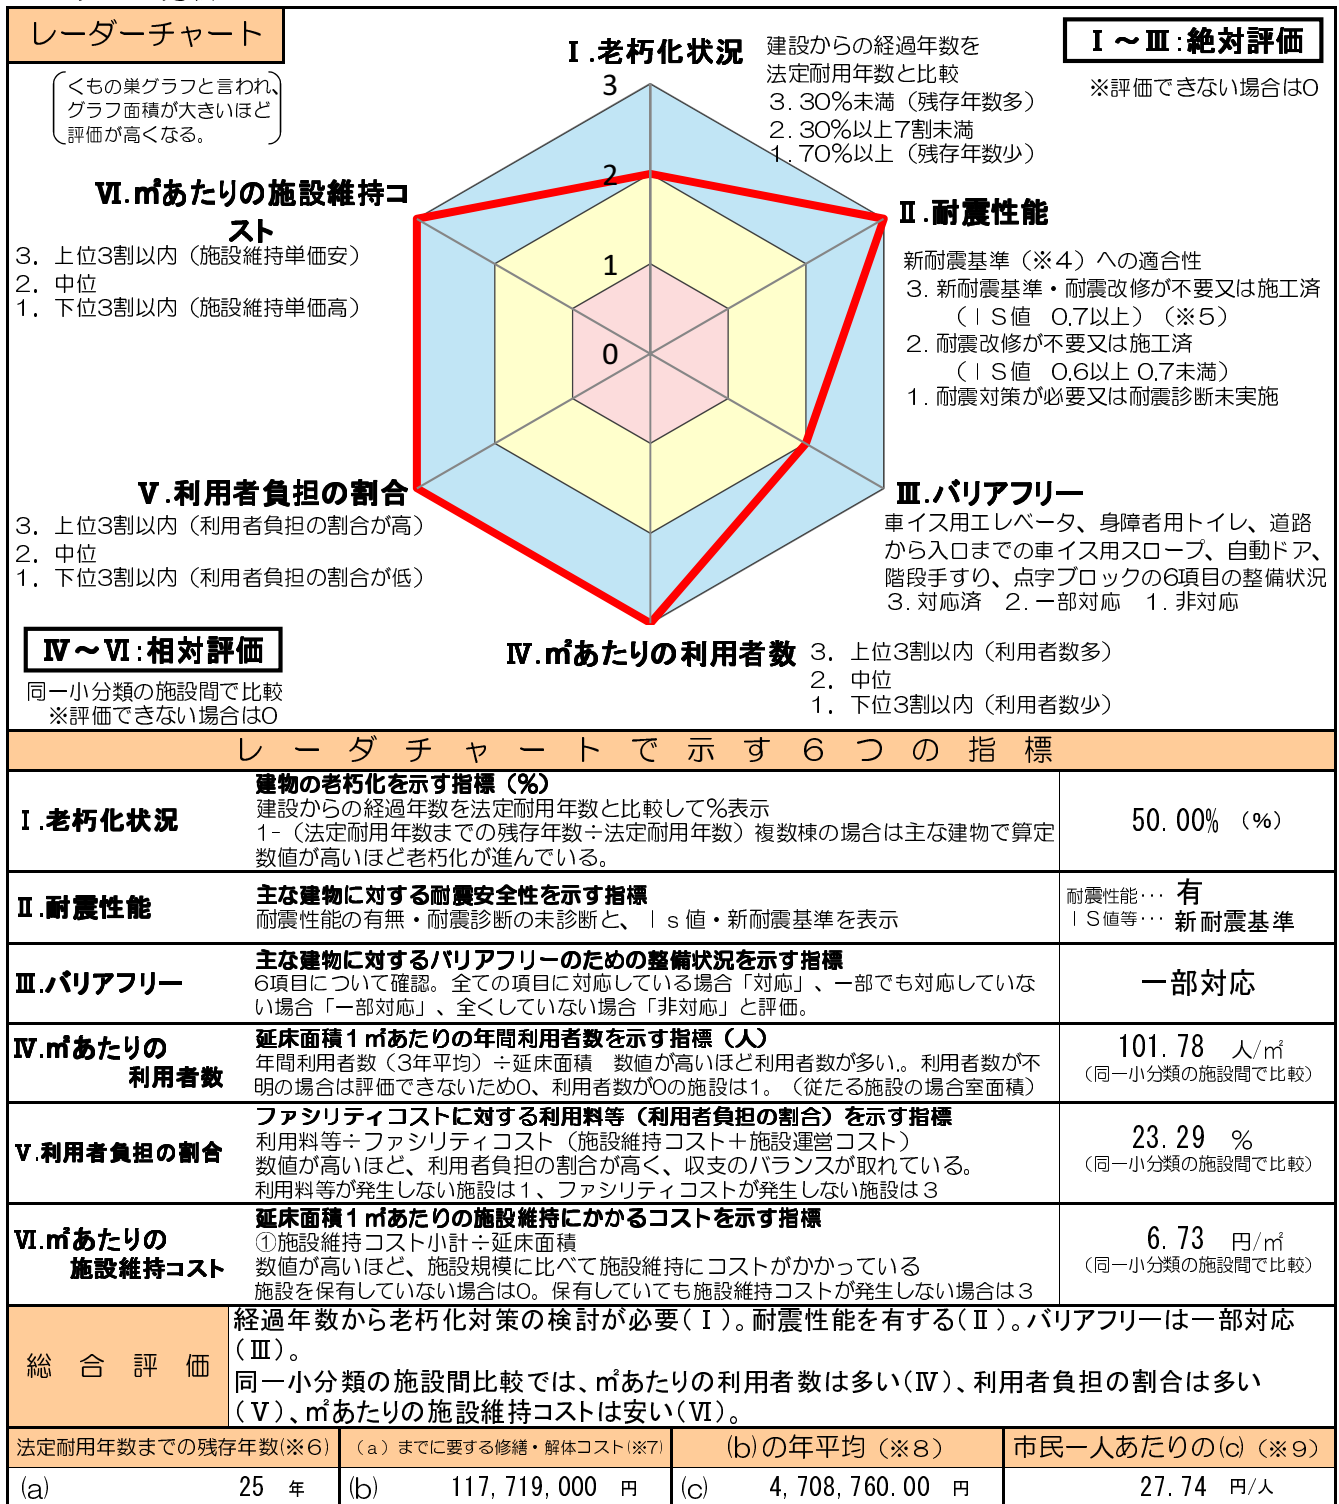 レーダーチャート
くもの巣グラフと言われ、
グラフ面積が大きいほど
評価が高くなる。
Ⅰ.老朽化状況
建設からの経過年数を
法定耐用年数と比較
3.30%未満（残存年数多）
2.30%以上7割未満
1.70%以上（残存年数少）
Ⅰ～Ⅲ:絶対評価
※評価できない場合は0
3
2
1
0
Ⅵ.㎡あたりの施設維持コ
スト
3．上位3割以内（施設維持単価安）
2．中位
1．下位3割以内（施設維持単価高）
Ⅱ.耐震性能
新耐震基準（※4）への適合性
3.新耐震基準・耐震改修が不要又は施工済
（ＩＳ値　0.7以上）（※5）
2.耐震改修が不要又は施工済
（ＩＳ値　0.6以上 0.7未満）
1.耐震対策が必要又は耐震診断未実施
Ⅴ.利用者負担の割合
3．上位3割以内（利用者負担の割合が高）
2．中位
1．下位3割以内（利用者負担の割合が低）
Ⅲ.バリアフリー
車イス用エレベータ、身障者用トイレ、道路
から入口までの車イス用スロープ、自動ドア、
階段手すり、点字ブロックの6項目の整備状況
3.対応済　2.一部対応　1.非対応
Ⅳ～Ⅵ:相対評価
同一小分類の施設間で比較
※評価できない場合は0
Ⅳ.㎡あたりの利用者数
3．上位3割以内（利用者数多）
2．中位
1．下位3割以内（利用者数少）
レーダチャートで示す6つの指標
Ⅰ.老朽化状況
建物の老朽化を示す指標（%）
建設からの経過年数を法定耐用年数と比較して%表示
1-（法定耐用年数までの残存年数÷法定耐用年数）複数棟の場合は主な建物で算定
数値が高いほど老朽化が進んでいる。
50.00%　（%）
Ⅱ.耐震性能
主な建物に対する耐震安全性を示す指標
耐震性能の有無・耐震診断の未診断と、Ｉｓ値・新耐震基準を表示
耐震性能･･･ 有
ＩＳ値等･･･ 新耐震基準
Ⅲ.バリアフリー
主な建物に対するバリアフリーのための整備状況を示す指標
6項目について確認。全ての項目に対応している場合「対応」、一部でも対応していな
い場合「一部対応」、全くしていない場合「非対応」と評価。
一部対応
Ⅳ.㎡あたりの
利用者数
延床面積１㎡あたりの年間利用者数を示す指標（人）
年間利用者数（3年平均）÷延床面積　数値が高いほど利用者数が多い。利用者数が不
明の場合は評価できないため0、利用者数が0の施設は1。（従たる施設の場合室面積）
101.78　人/㎡
（同一小分類の施設間で比較）
Ⅴ.利用者負担の割合
ファシリティコストに対する利用料等（利用者負担の割合）を示す指標
利用料等÷ファシリティコスト（施設維持コスト＋施設運営コスト）
数値が高いほど、利用者負担の割合が高く、収支のバランスが取れている。
利用料等が発生しない施設は１、ファシリティコストが発生しない施設は３
23.29　%
（同一小分類の施設間で比較）
Ⅵ.㎡あたりの
施設維持コスト
延床面積１㎡あたりの施設維持にかかるコストを示す指標
①施設維持コスト小計÷延床面積
数値が高いほど、施設規模に比べて施設維持にコストがかかっている
施設を保有していない場合は0。保有していても施設維持コストが発生しない場合は３
6.73　円/㎡
（同一小分類の施設間で比較）
総　合　評　価
経過年数から老朽化対策の検討が必要(Ⅰ)。耐震性能を有する(Ⅱ)。バリアフリーは一部対応
(Ⅲ)。
同一小分類の施設間比較では、㎡あたりの利用者数は多い(Ⅳ)、利用者負担の割合は多い
(Ⅴ)、㎡あたりの施設維持コストは安い(Ⅵ)。
法定耐用年数までの残存年数(※6)
（a）までに要する修繕・解体コスト(※7)
(b)の年平均（※8）
市民一人あたりの(c)（※9）
(a)　25　年
(b)　117,719,000　円
(c)　4,708,760.00　円
27.74　円/人